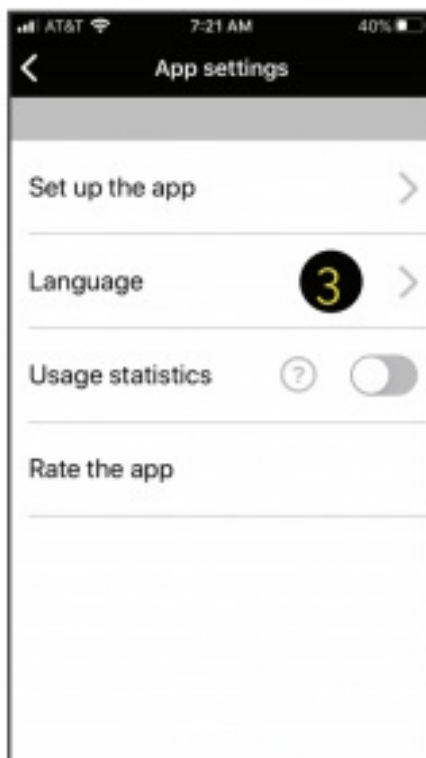 AT&T 7:21 AM 40%
App settings
Set up the app
Language 3
Usage statistics ?
Rate the app